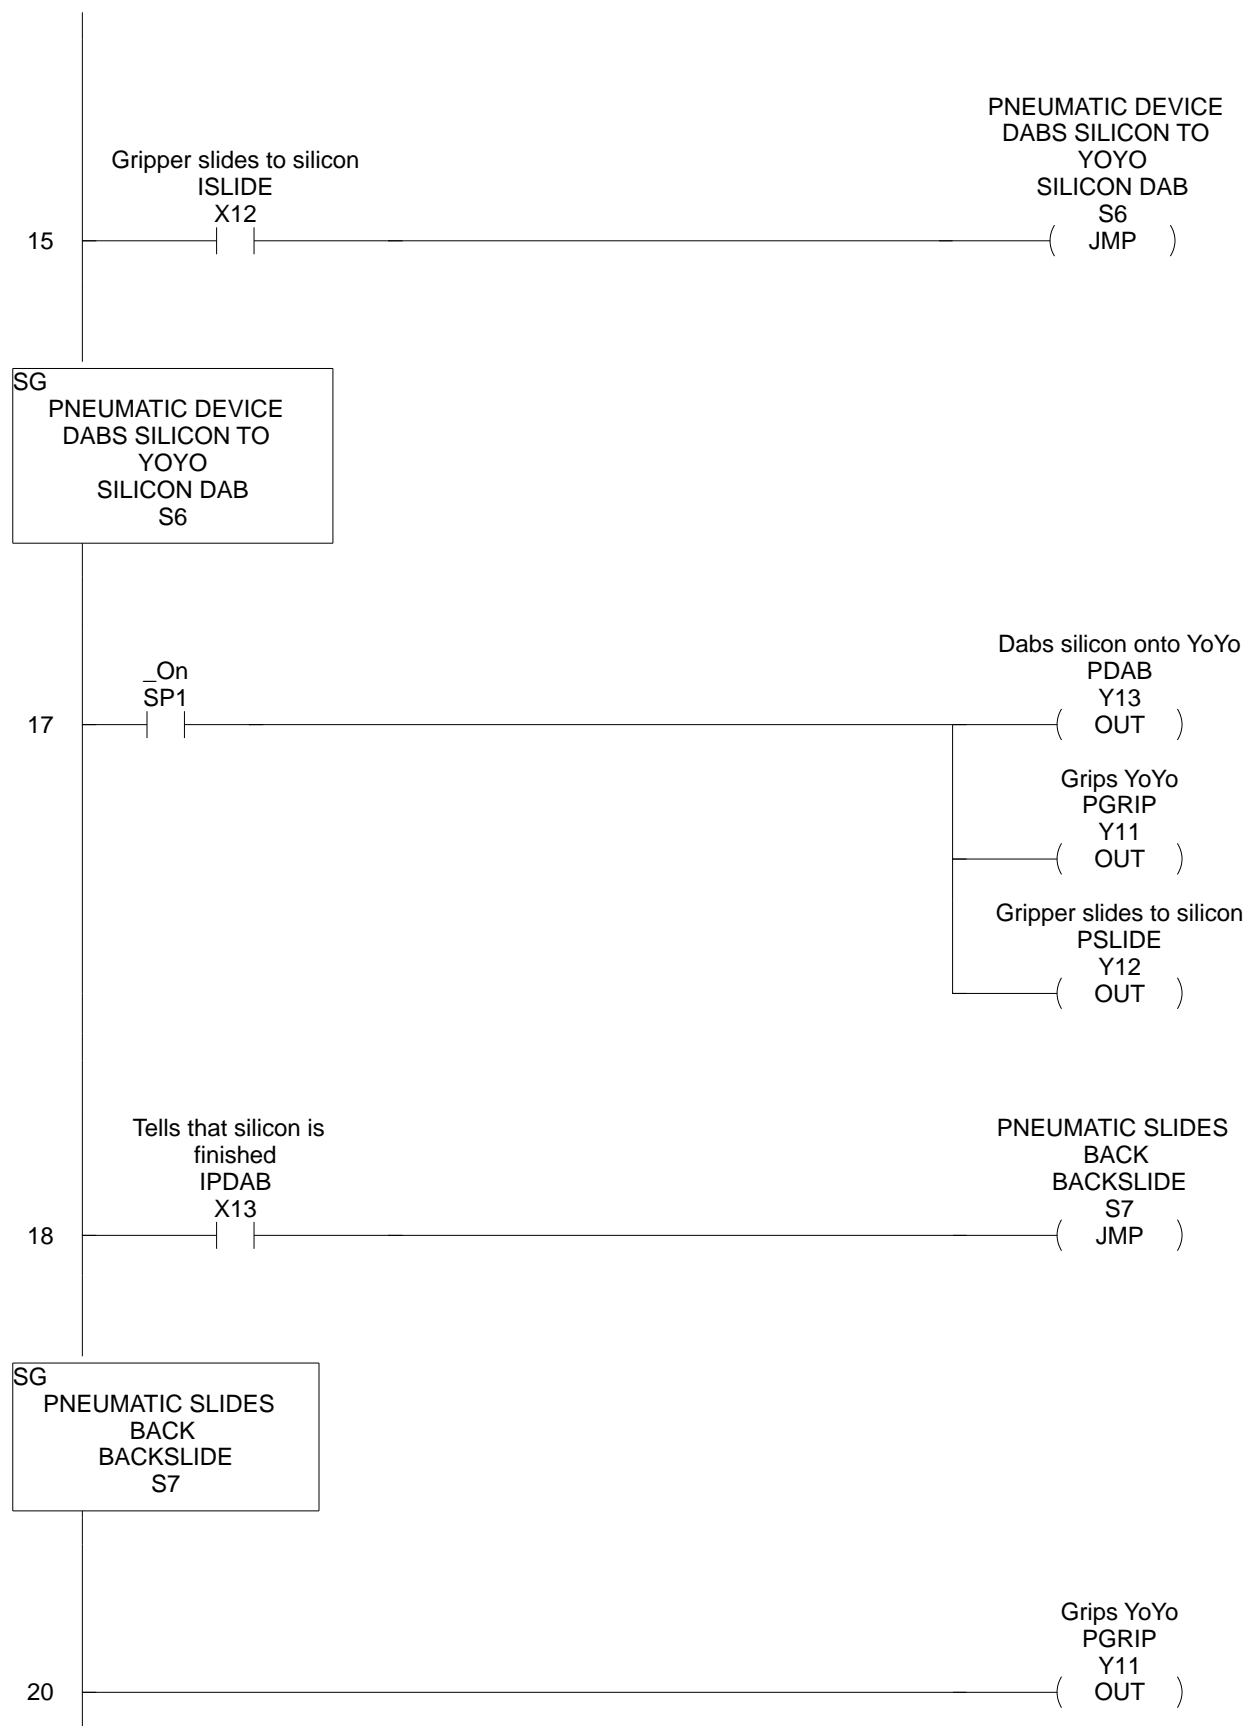 PNEUMATIC DEVICE
DABS SILICON TO
YOYO
SILICON DAB
S6
Gripper slides to silicon
ISLIDE
X12
15
JMP
SG
PNEUMATIC DEVICE
DABS SILICON TO
YOYO
SILICON DAB
S6
_On
SP1
17
Dabs silicon onto YoYo
PDAB
Y13
OUT
Grips YoYo
PGRIP
Y11
OUT
Gripper slides to silicon
PSLIDE
Y12
OUT
Tells that silicon is
finished
IPDAB
X13
18
PNEUMATIC SLIDES
BACK
BACKSLIDE
S7
JMP
SG
PNEUMATIC SLIDES
BACK
BACKSLIDE
S7
20
Grips YoYo
PGRIP
Y11
OUT